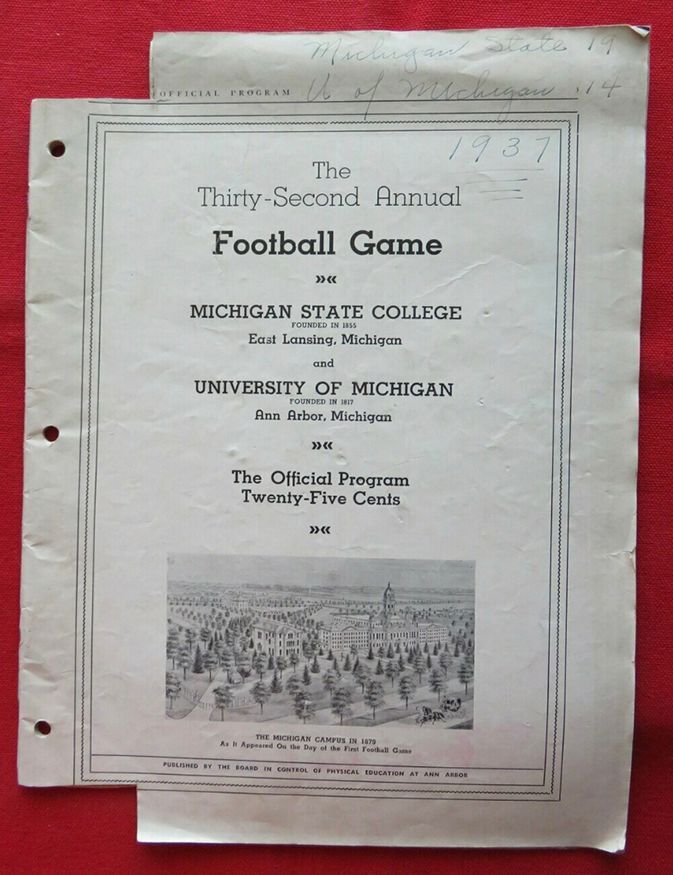 Michigan State 19
OFFICIAL PROGRAM U of Michigan 14
1937
The
Thirty-Second Annual
Football Game
»«
MICHIGAN STATE COLLEGE
FOUNDED IN 1855
East Lansing, Michigan
and
UNIVERSITY OF MICHIGAN
FOUNDED IN 1817
Ann Arbor, Michigan
»«
The Official Program
Twenty-Five Cents
»«
THE MICHIGAN CAMPUS IN 1879
As It Appeared On the Day of the First Football Game
PUBLISHED BY THE BOARD IN CONTROL OF PHYSICAL EDUCATION AT ANN ARBOR